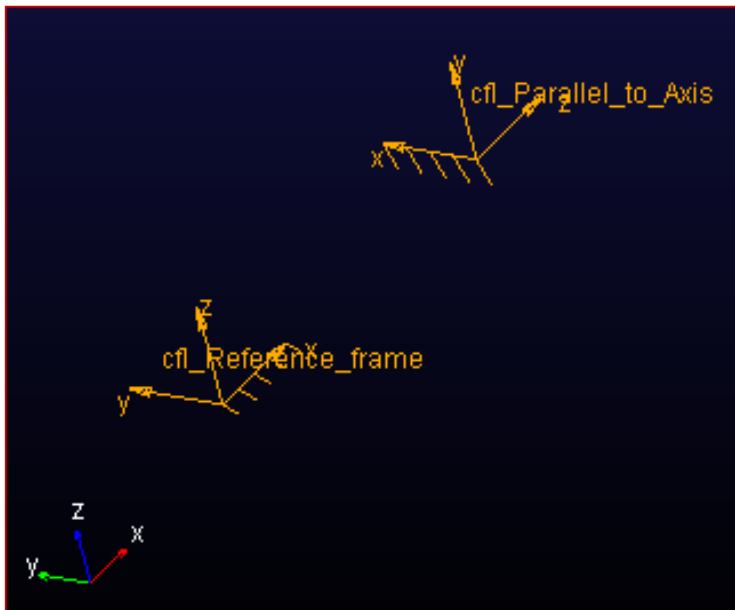 y
cfl_Parallel_to_Axis
z
x
z
cfl_Reference_frame
x
y
z
x
y